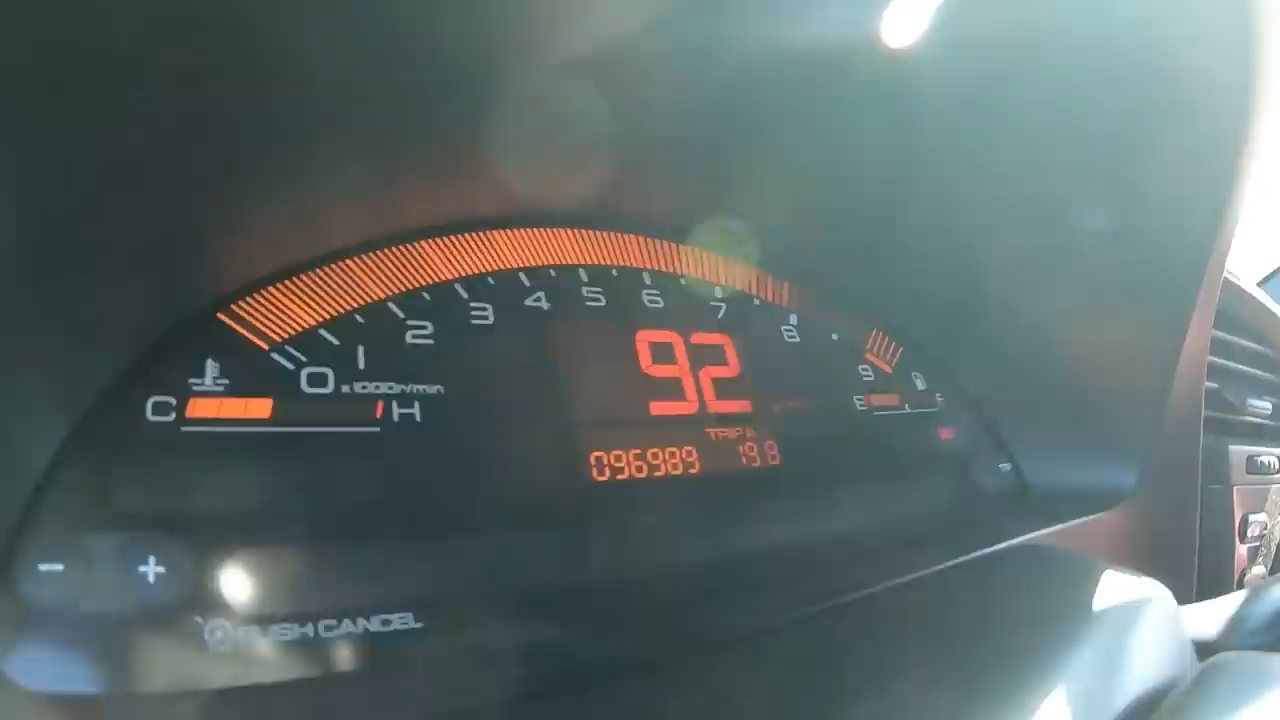 0 1 2 3 4 5 6 7 8 9
x1000r/min
C H
92
E F
TRIP A
096989 19.8
- +
PUSH CANCEL